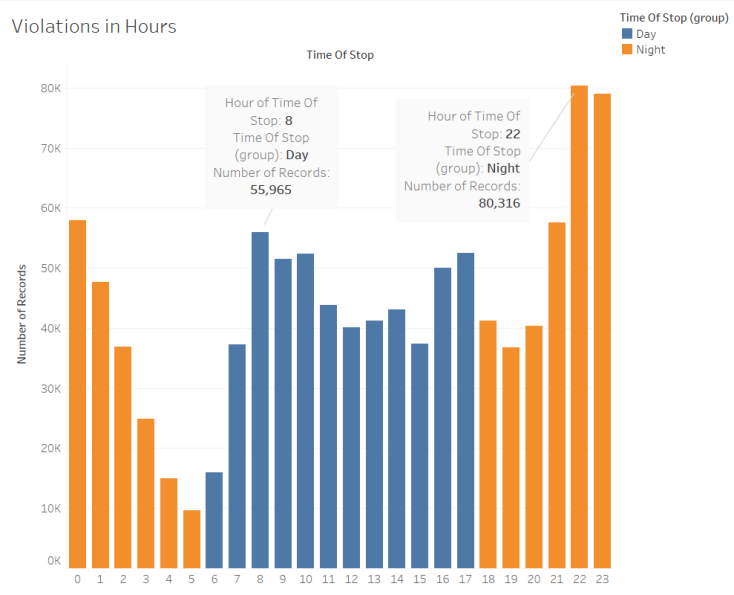 Violations in Hours
Time Of Stop (group)
Day
Night
Time Of Stop
Number of Records
80K
70K
60K
50K
40K
30K
20K
10K
0K
Hour of Time Of
Stop: 8
Time Of Stop
(group): Day
Number of Records:
55,965
Hour of Time Of
Stop: 22
Time Of Stop
(group): Night
Number of Records:
80,316
0 1 2 3 4 5 6 7 8 9 10 11 12 13 14 15 16 17 18 19 20 21 22 23